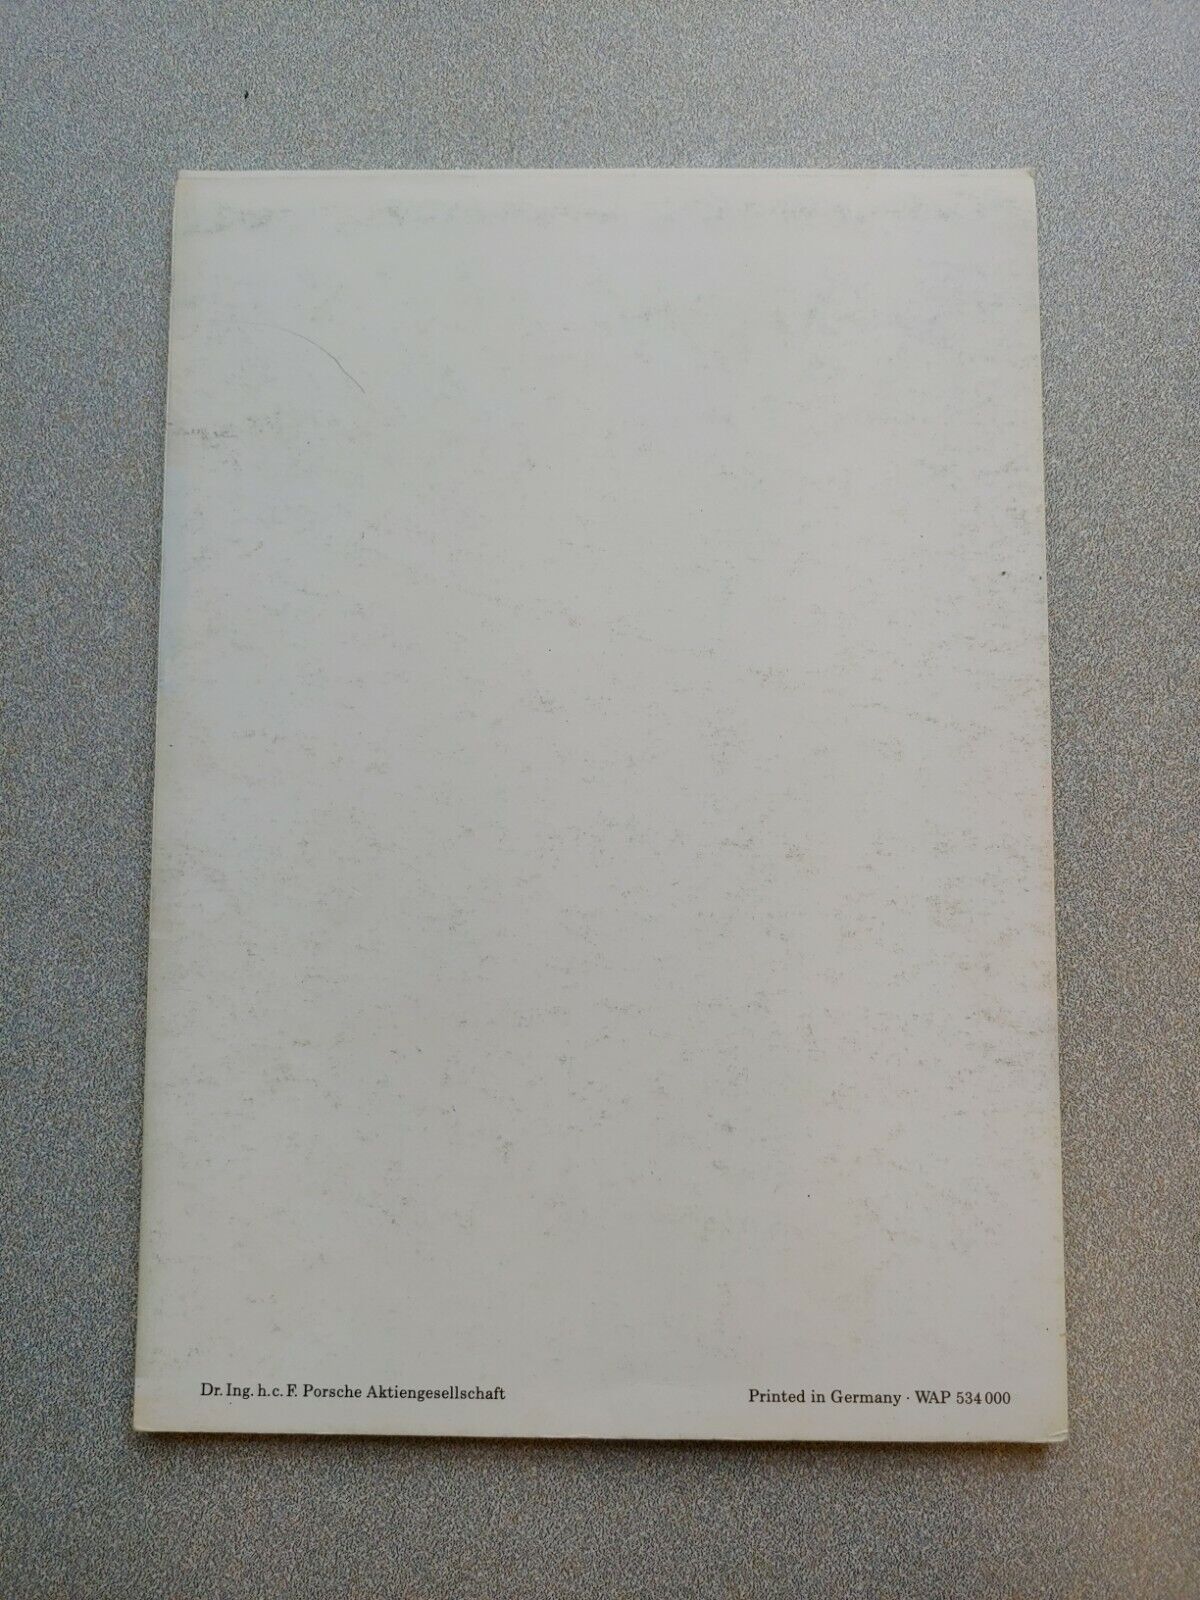 Dr. Ing. h.c. F. Porsche Aktiengesellschaft
Printed in Germany · WAP 534 000